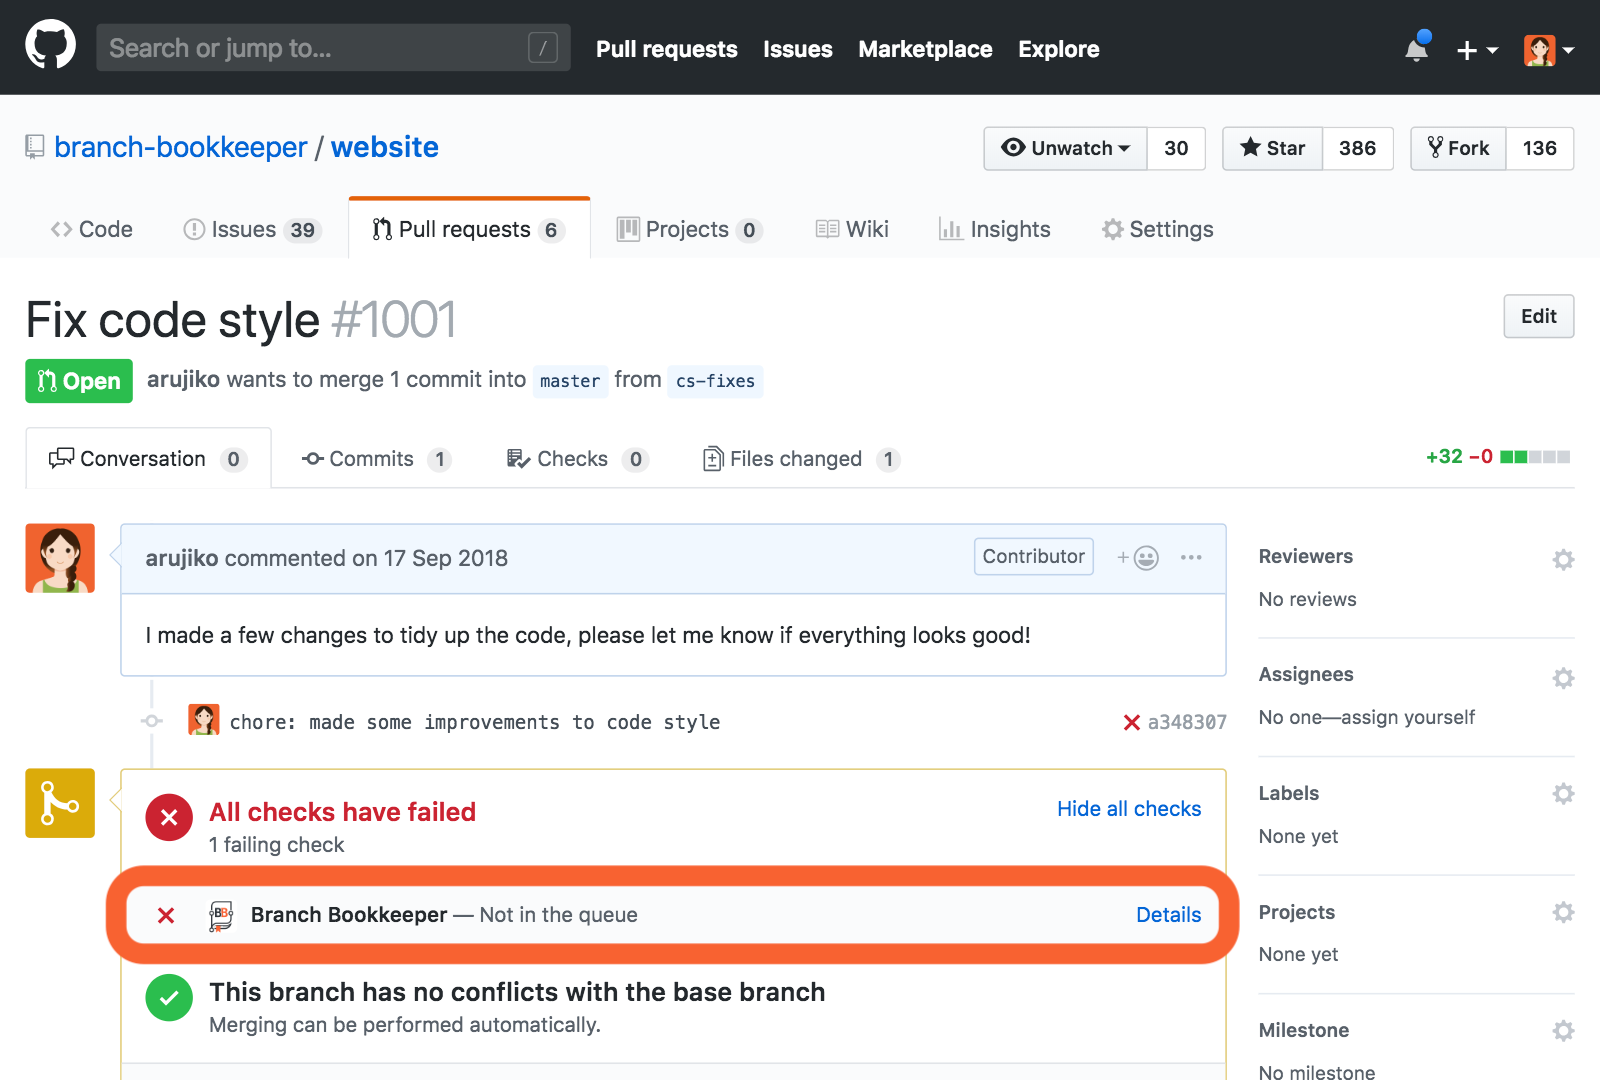 Search or jump to... /
Pull requests Issues Marketplace Explore
branch-bookkeeper / website
Unwatch 30 Star 386 Fork 136
Code Issues 39 Pull requests 6 Projects 0 Wiki Insights Settings
Fix code style #1001
Edit
Open arujiko wants to merge 1 commit into master from cs-fixes
Conversation 0 Commits 1 Checks 0 Files changed 1
+32 −0
arujiko commented on 17 Sep 2018
Contributor
I made a few changes to tidy up the code, please let me know if everything looks good!
chore: made some improvements to code style
a348307
All checks have failed
Hide all checks
1 failing check
BB Branch Bookkeeper — Not in the queue
Details
This branch has no conflicts with the base branch
Merging can be performed automatically.
Reviewers
No reviews
Assignees
No one—assign yourself
Labels
None yet
Projects
None yet
Milestone
No milestone